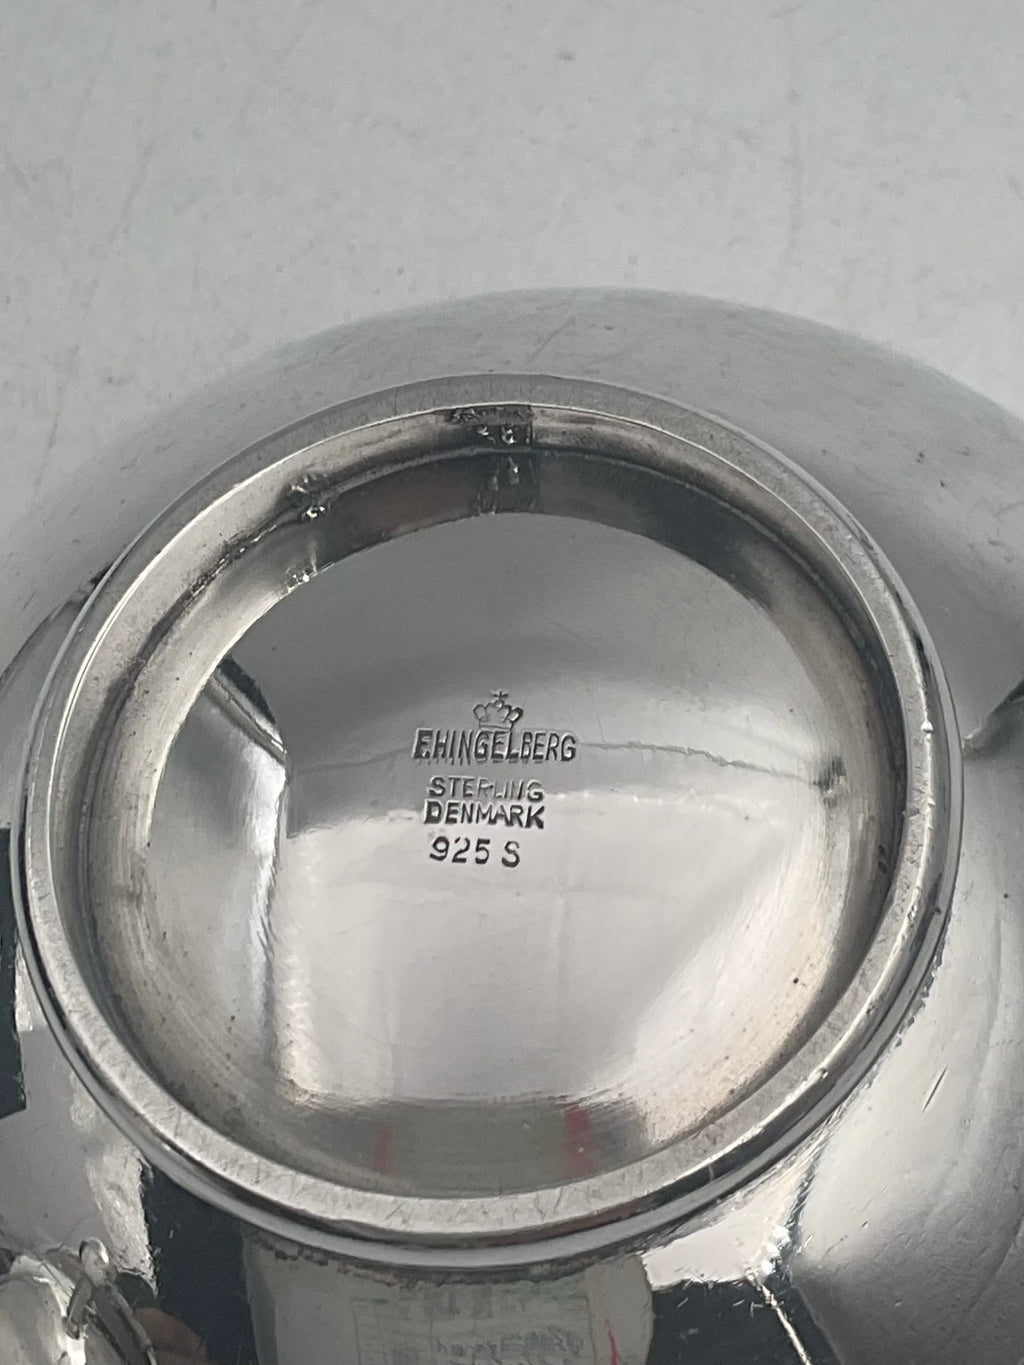 F.HINGELBERG
STERLING
DENMARK
925 S